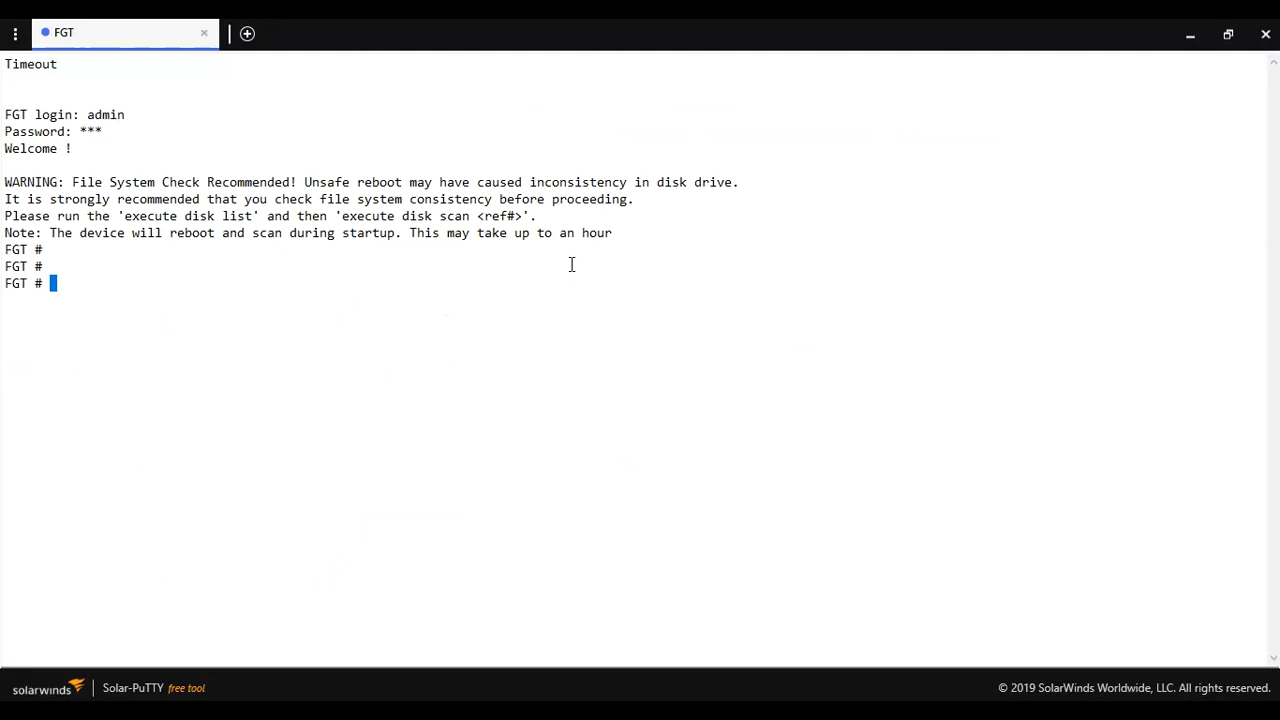 FGT
Timeout
FGT login: admin
Password: ***
Welcome !
WARNING: File System Check Recommended! Unsafe reboot may have caused inconsistency in disk drive.
It is strongly recommended that you check file system consistency before proceeding.
Please run the 'execute disk list' and then 'execute disk scan <ref#>'.
Note: The device will reboot and scan during startup. This may take up to an hour
FGT #
FGT #
FGT #
solarwinds Solar-PuTTY free tool © 2019 SolarWinds Worldwide, LLC. All rights reserved.